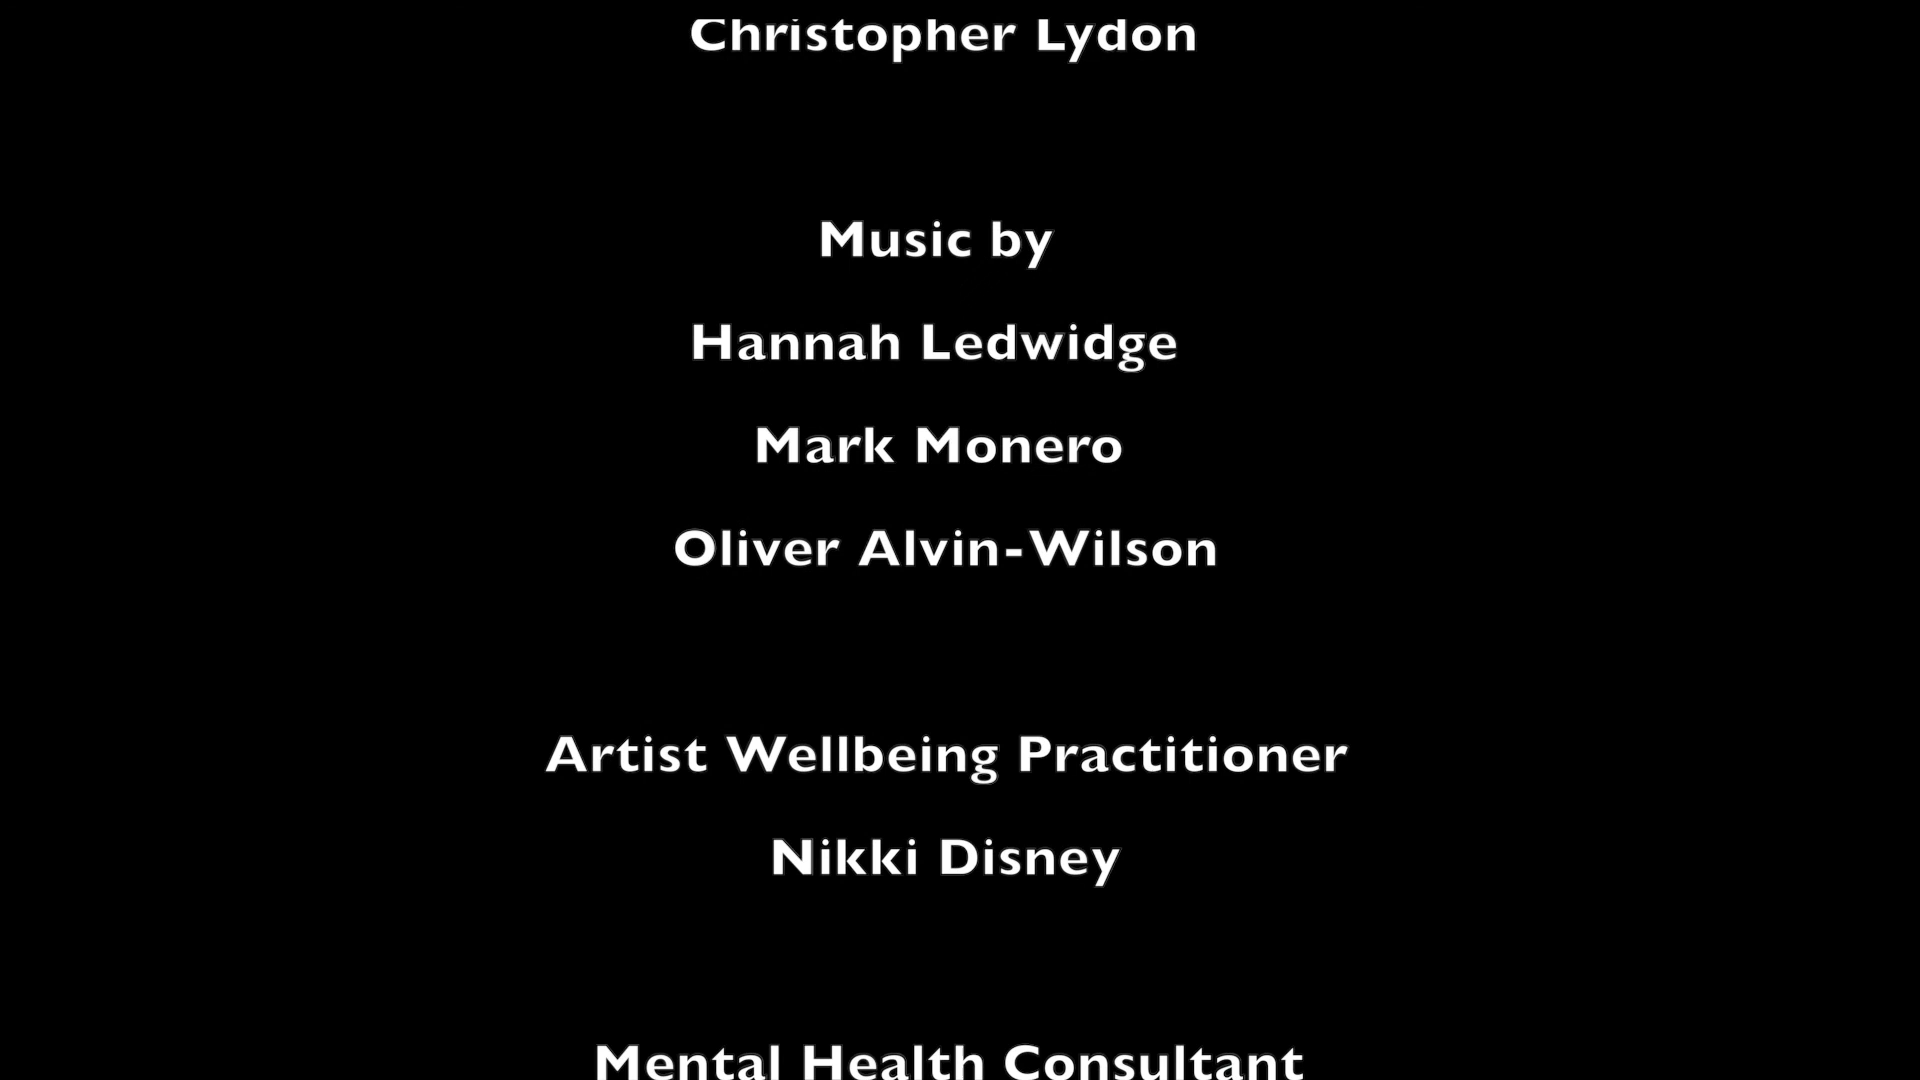 Christopher Lydon
Music by
Hannah Ledwidge
Mark Monero
Oliver Alvin-Wilson
Artist Wellbeing Practitioner
Nikki Disney
Mental Health Consultant